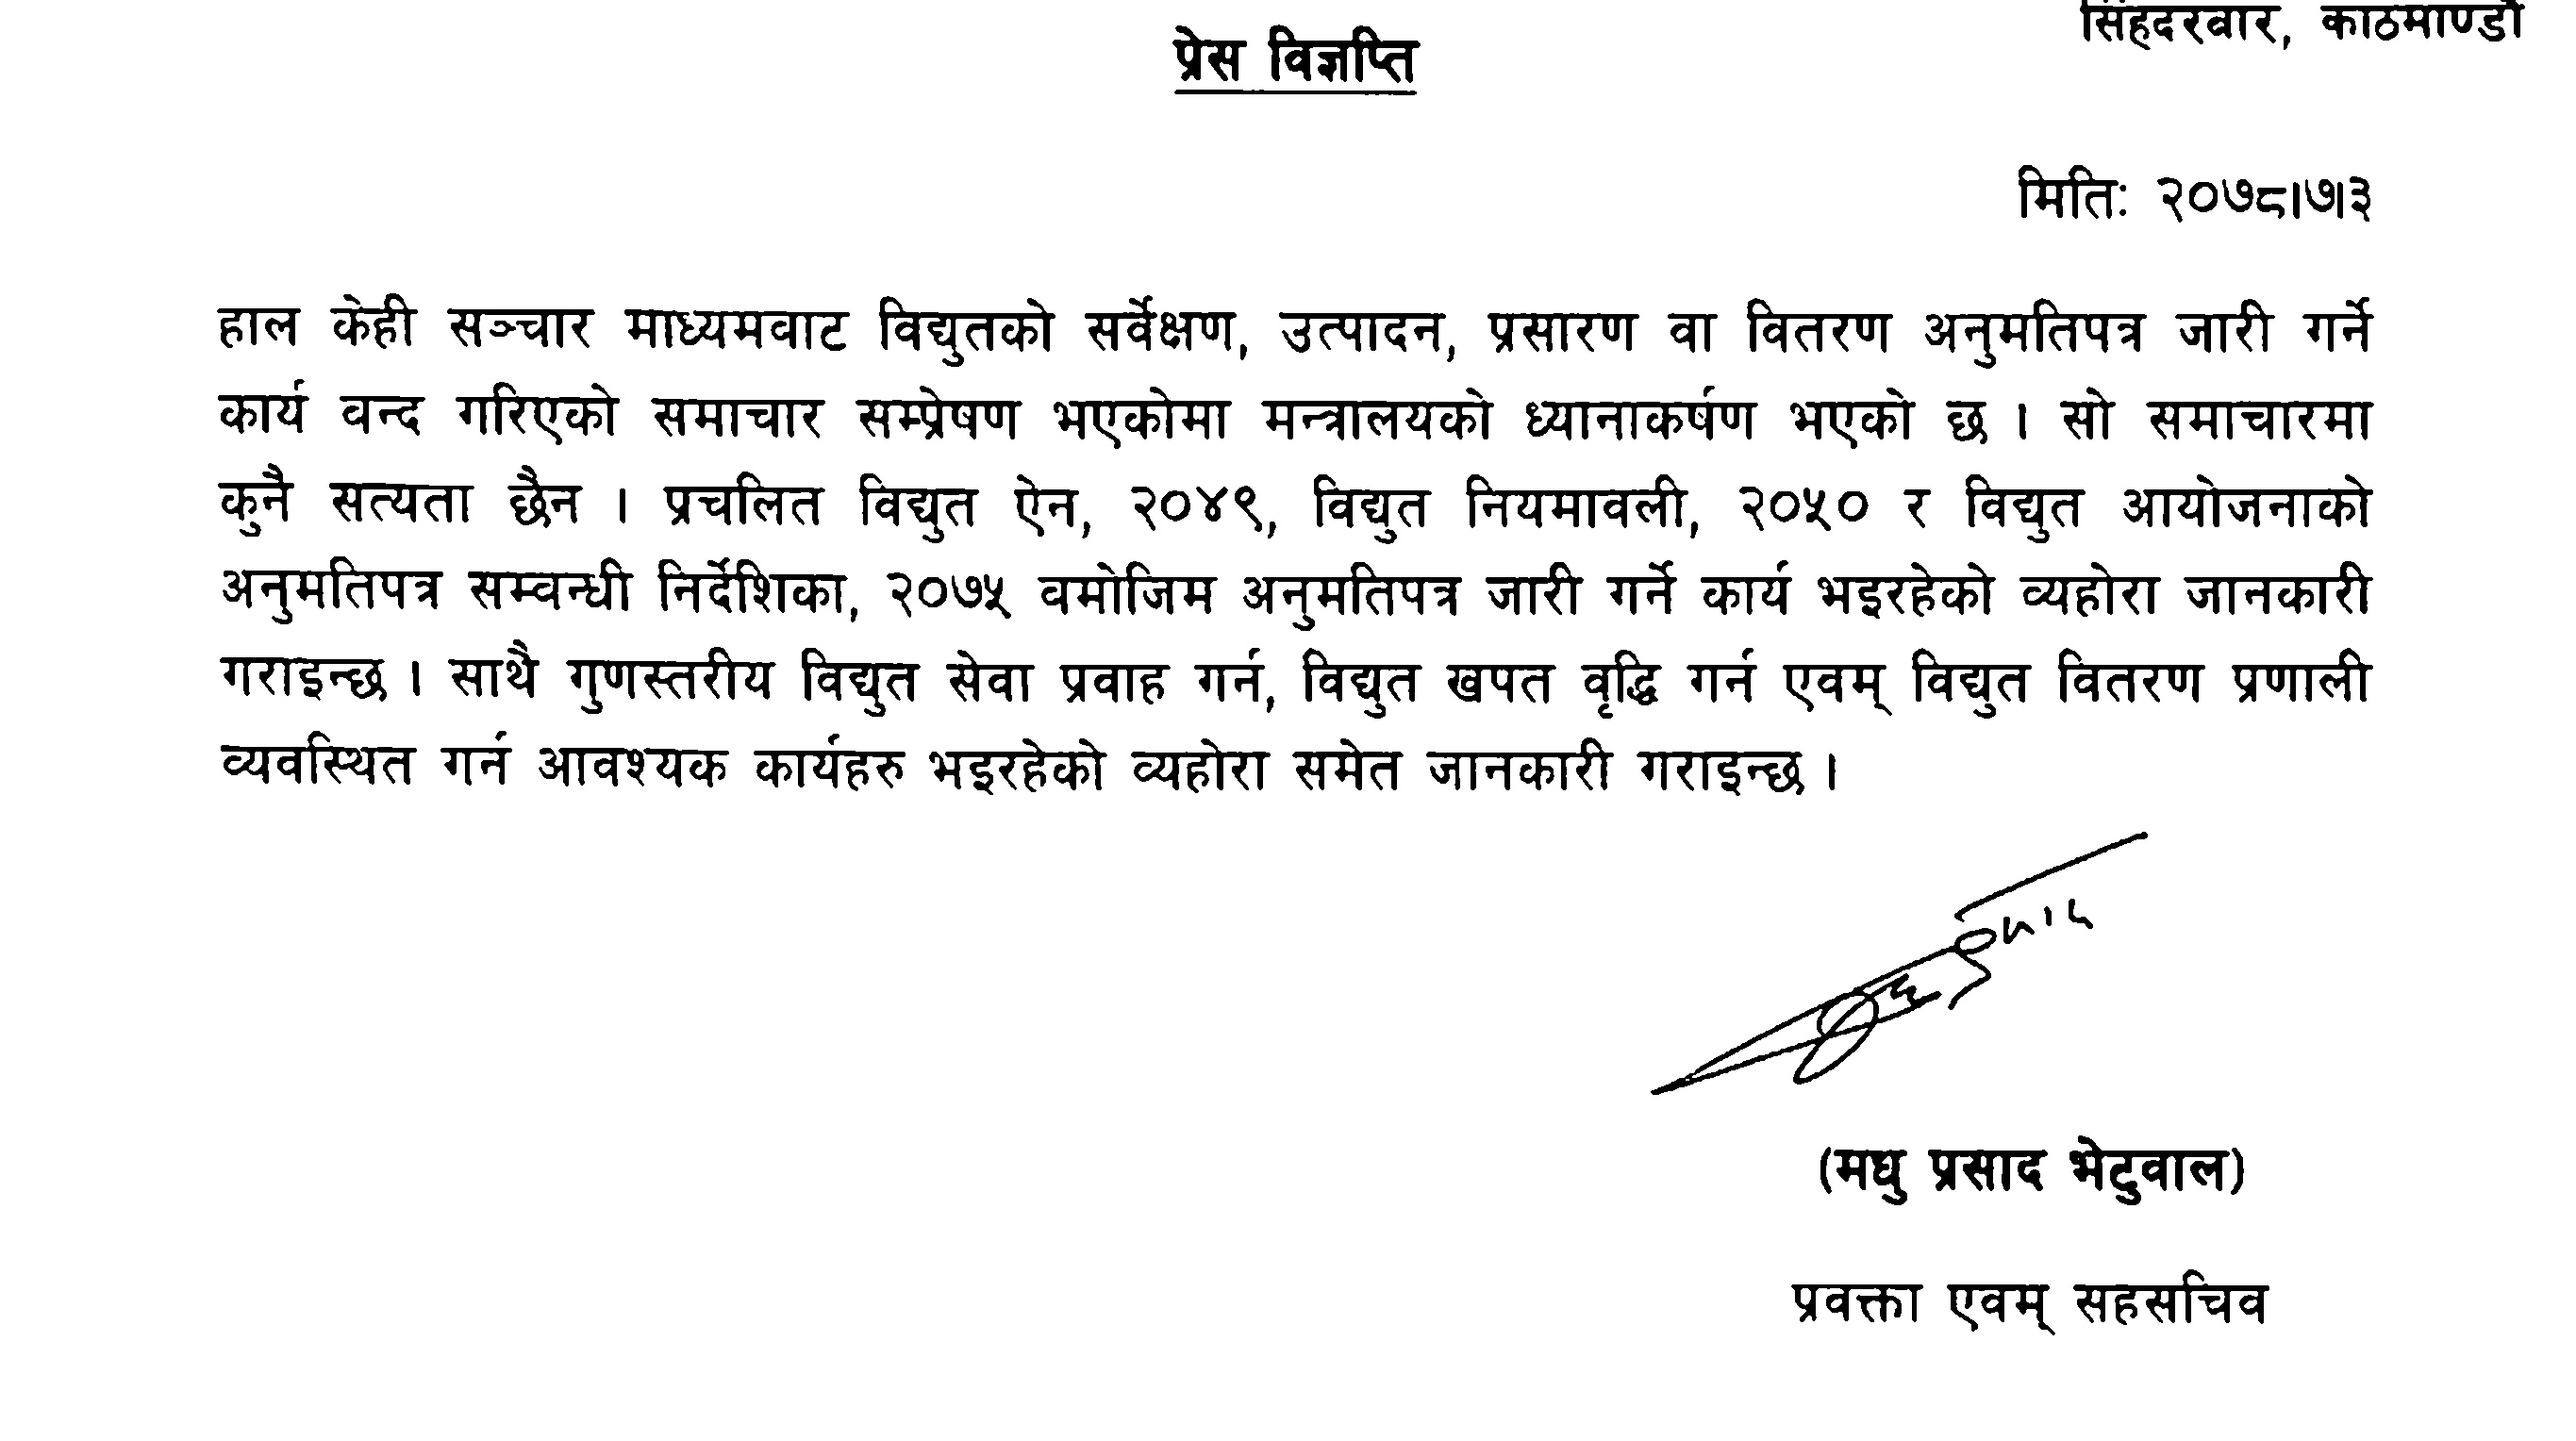 सिंहदरवार, काठमाण्डौ
प्रेस विज्ञप्ति
मितिः २०७८।७।३
हाल केही सञ्चार माध्यमवाट विद्युतको सर्वेक्षण, उत्पादन, प्रसारण वा वितरण अनुमतिपत्र जारी गर्ने
कार्य वन्द गरिएको समाचार सम्प्रेषण भएकोमा मन्त्रालयको ध्यानाकर्षण भएको छ । सो समाचारमा
कुनै सत्यता छैन । प्रचलित विद्युत ऐन, २०४९, विद्युत नियमावली, २०५० र विद्युत आयोजनाको
अनुमतिपत्र सम्वन्धी निर्देशिका, २०७५ वमोजिम अनुमतिपत्र जारी गर्ने कार्य भइरहेको व्यहोरा जानकारी
गराइन्छ । साथै गुणस्तरीय विद्युत सेवा प्रवाह गर्न, विद्युत खपत वृद्धि गर्न एवम् विद्युत वितरण प्रणाली
व्यवस्थित गर्न आवश्यक कार्यहरु भइरहेको व्यहोरा समेत जानकारी गराइन्छ ।
(मधु प्रसाद भेटुवाल)
प्रवक्ता एवम् सहसचिव